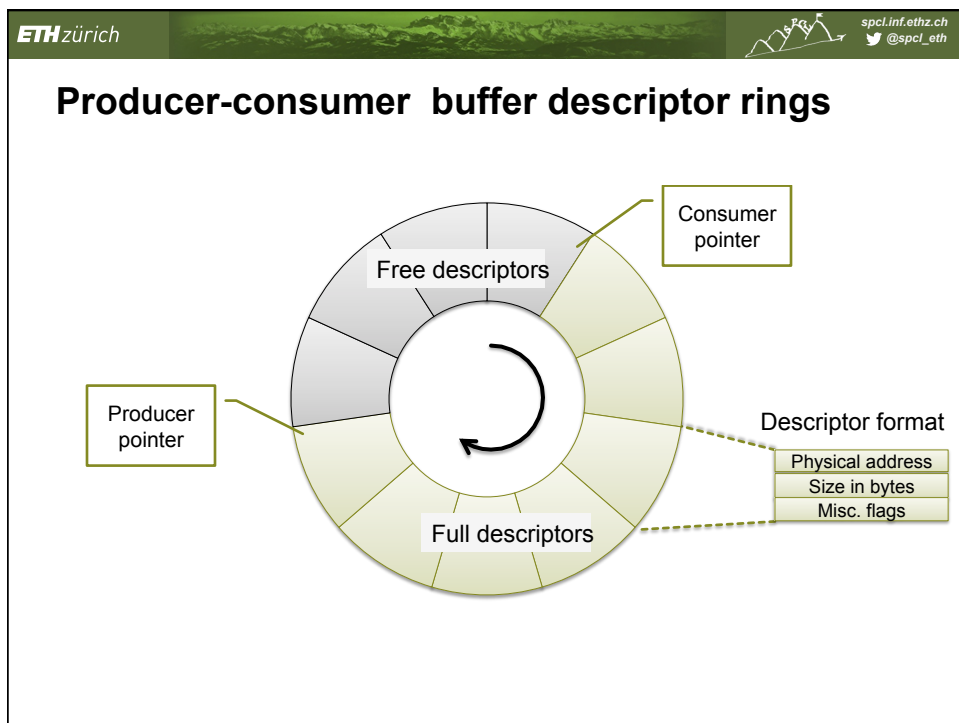 ETH zürich
spcl.inf.ethz.ch
@spcl_eth
Producer-consumer buffer descriptor rings
Consumer
pointer
Free descriptors
Producer
pointer
Descriptor format
Physical address
Size in bytes
Misc. flags
Full descriptors